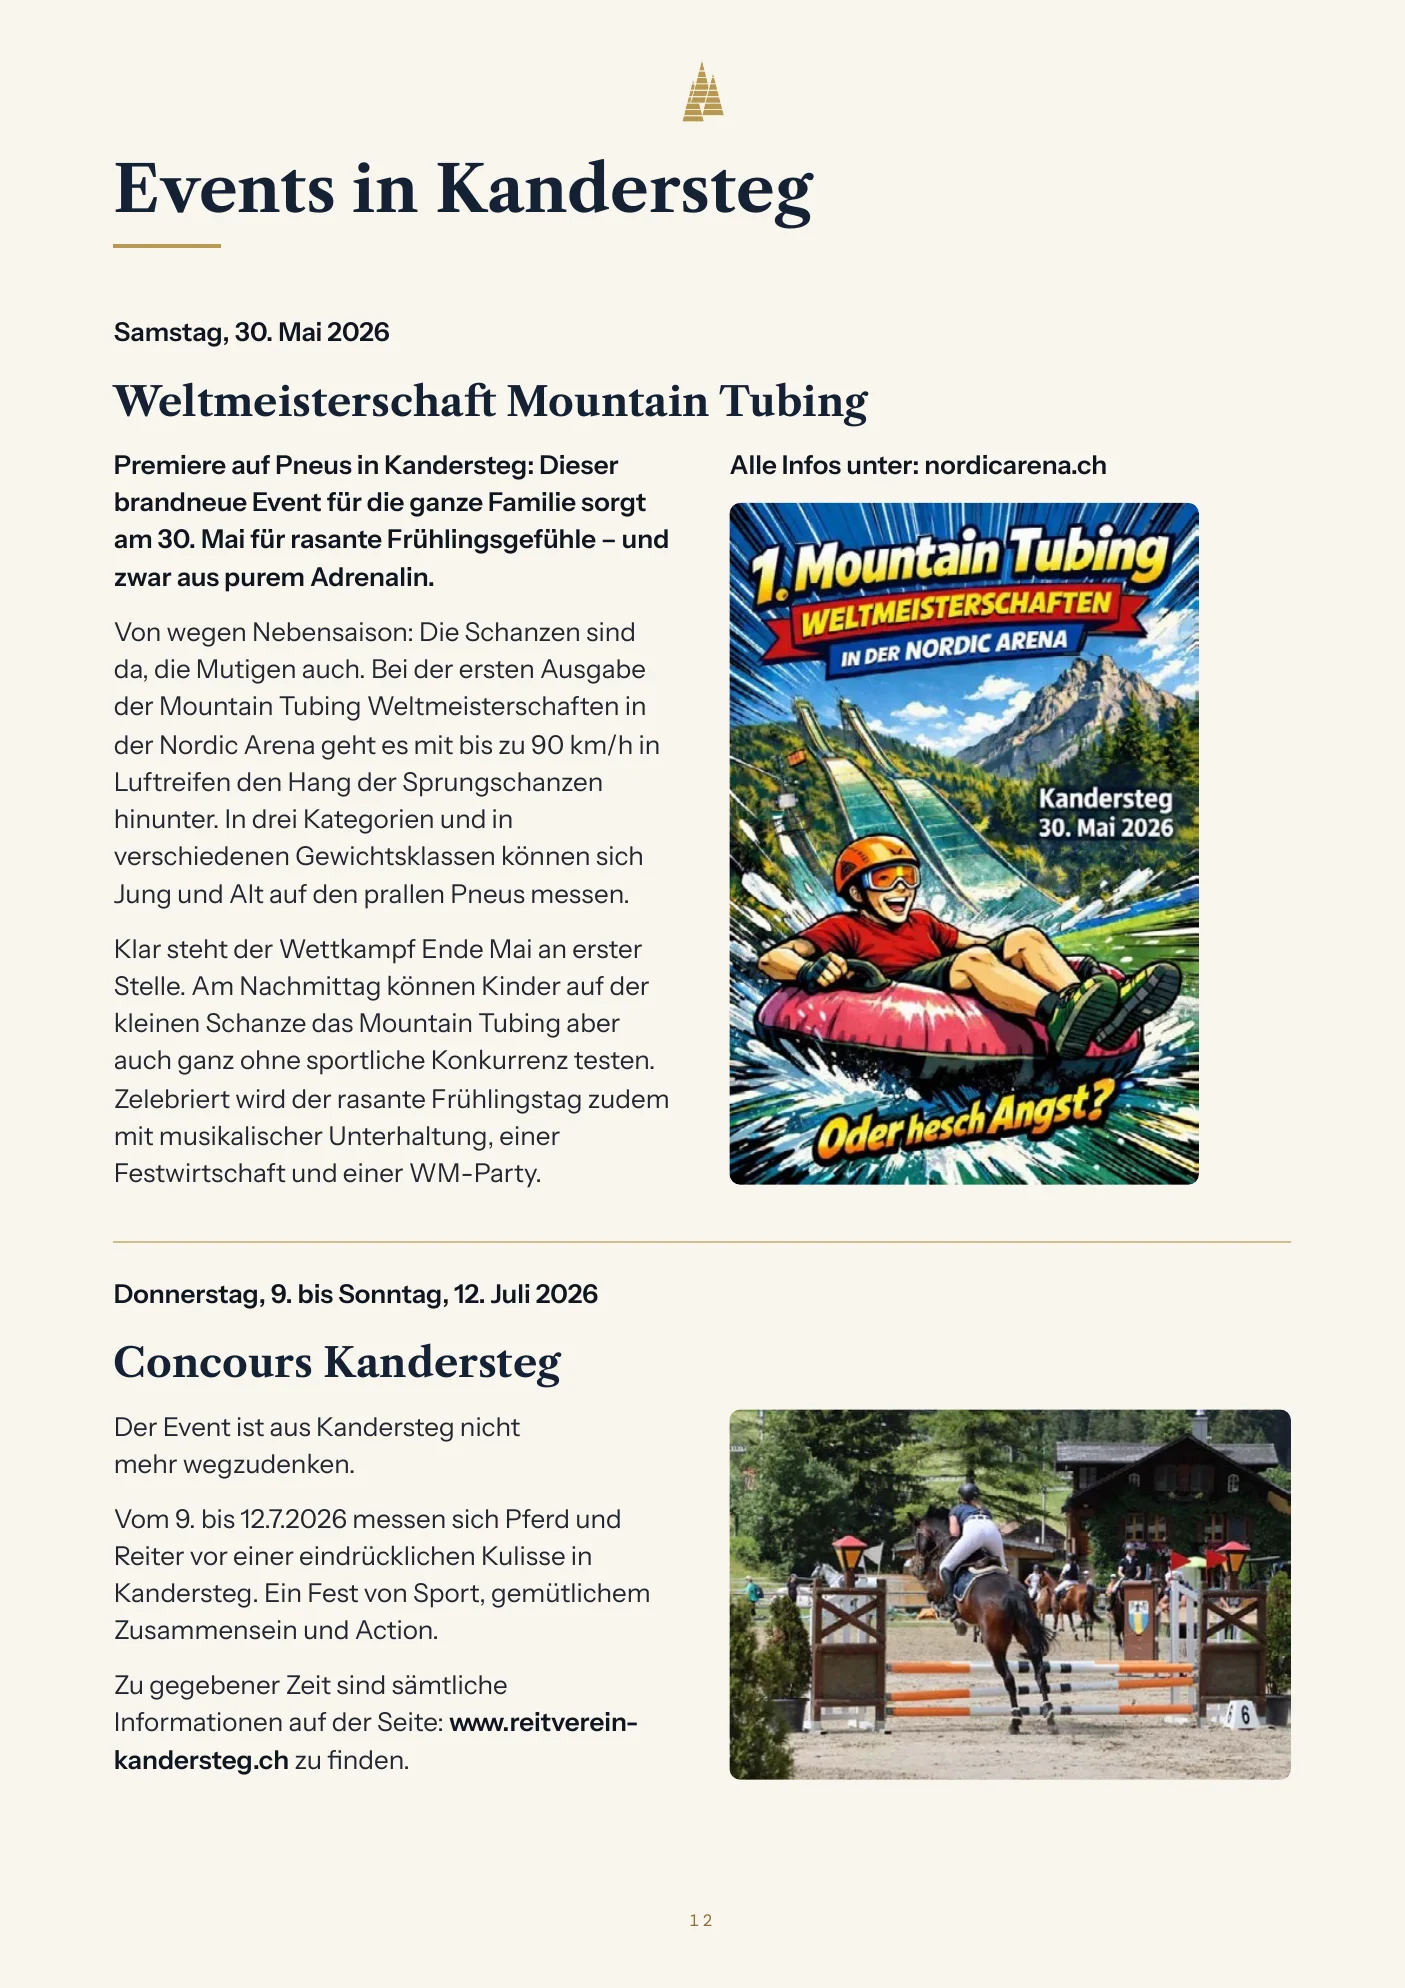 Events in Kandersteg
Samstag, 30. Mai 2026
Weltmeisterschaft Mountain Tubing
Premiere auf Pneus in Kandersteg: Dieser
brandneue Event für die ganze Familie sorgt
am 30. Mai für rasante Frühlingsgefühle – und
zwar aus purem Adrenalin.
Von wegen Nebensaison: Die Schanzen sind
da, die Mutigen auch. Bei der ersten Ausgabe
der Mountain Tubing Weltmeisterschaften in
der Nordic Arena geht es mit bis zu 90 km/h in
Luftreifen den Hang der Sprungschanzen
hinunter. In drei Kategorien und in
verschiedenen Gewichtsklassen können sich
Jung und Alt auf den prallen Pneus messen.
Klar steht der Wettkampf Ende Mai an erster
Stelle. Am Nachmittag können Kinder auf der
kleinen Schanze das Mountain Tubing aber
auch ganz ohne sportliche Konkurrenz testen.
Zelebriert wird der rasante Frühlingstag zudem
mit musikalischer Unterhaltung, einer
Festwirtschaft und einer WM-Party.
Alle Infos unter: nordicarena.ch
1. Mountain Tubing
WELTMEISTERSCHAFTEN
IN DER NORDIC ARENA
Kandersteg
30. Mai 2026
Oder hesch Angst?
Donnerstag, 9. bis Sonntag, 12. Juli 2026
Concours Kandersteg
Der Event ist aus Kandersteg nicht
mehr wegzudenken.
Vom 9. bis 12.7.2026 messen sich Pferd und
Reiter vor einer eindrücklichen Kulisse in
Kandersteg. Ein Fest von Sport, gemütlichem
Zusammensein und Action.
Zu gegebener Zeit sind sämtliche
Informationen auf der Seite: www.reitverein-
kandersteg.ch zu finden.
6
12